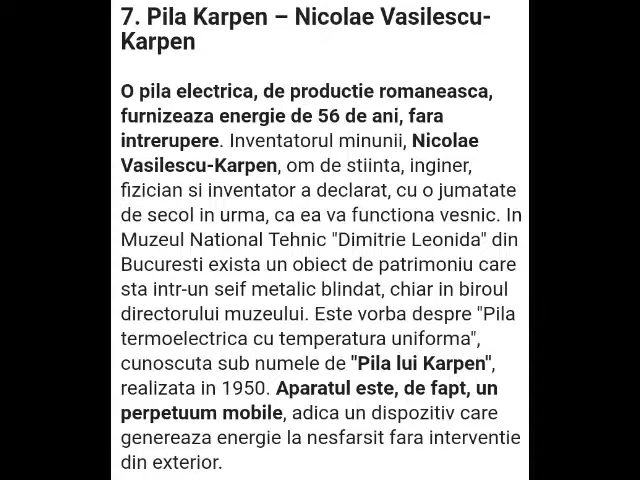 7. Pila Karpen – Nicolae Vasilescu-
Karpen
O pila electrica, de productie romaneasca,
furnizeaza energie de 56 de ani, fara
intrerupere. Inventatorul minunii, Nicolae
Vasilescu-Karpen, om de stiinta, inginer,
fizician si inventator a declarat, cu o jumatate
de secol in urma, ca ea va functiona vesnic. In
Muzeul National Tehnic "Dimitrie Leonida" din
Bucuresti exista un obiect de patrimoniu care
sta intr-un seif metalic blindat, chiar in biroul
directorului muzeului. Este vorba despre "Pila
termoelectrica cu temperatura uniforma",
cunoscuta sub numele de "Pila lui Karpen",
realizata in 1950. Aparatul este, de fapt, un
perpetuum mobile, adica un dispozitiv care
genereaza energie la nesfarsit fara interventie
din exterior.